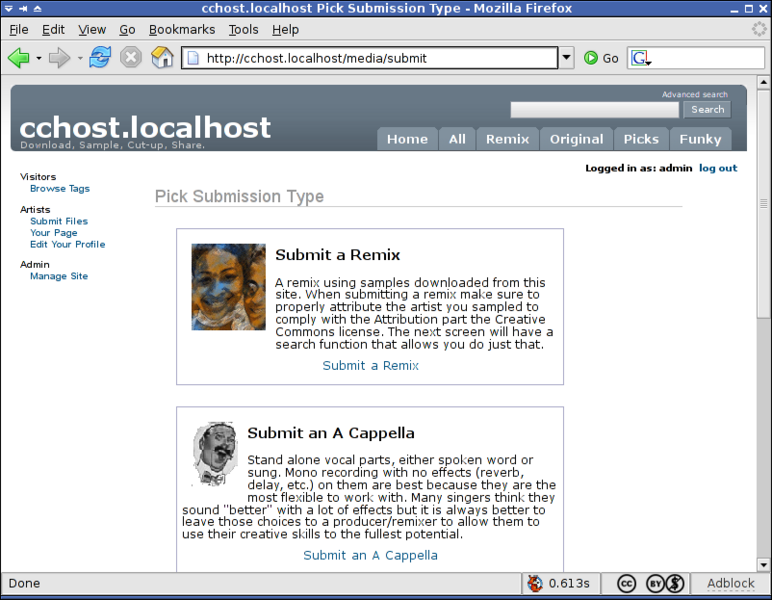 cchost.localhost Pick Submission Type - Mozilla Firefox
File Edit View Go Bookmarks Tools Help
http://cchost.localhost/media/submit Go G
Advanced search
Search
cchost.localhost
Download, Sample, Cut-up, Share.
Home All Remix Original Picks Funky
Logged in as: admin log out
Visitors
Browse Tags
Artists
Submit Files
Your Page
Edit Your Profile
Admin
Manage Site
Pick Submission Type
Submit a Remix
A remix using samples downloaded from this
site. When submitting a remix make sure to
properly attribute the artist you sampled to
comply with the Attribution part the Creative
Commons license. The next screen will have a
search function that allows you do just that.
Submit a Remix
Submit an A Cappella
Stand alone vocal parts, either spoken word or
sung. Mono recording with no effects (reverb,
delay, etc.) on them are best because they are the
most flexible to work with. Many singers think they
sound "better" with a lot of effects but it is always better to
leave those choices to a producer/remixer to allow them to
use their creative skills to the fullest potential.
Submit an A Cappella
Done 0.613s cc BY $ Adblock